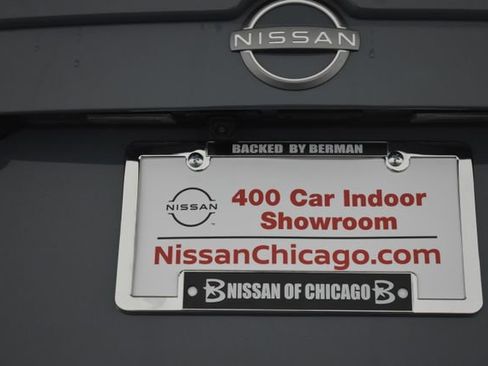 NISSAN
BACKED BY BERMAN
NISSAN
400 Car Indoor
Showroom
NissanChicago.com
B NISSAN OF CHICAGO B